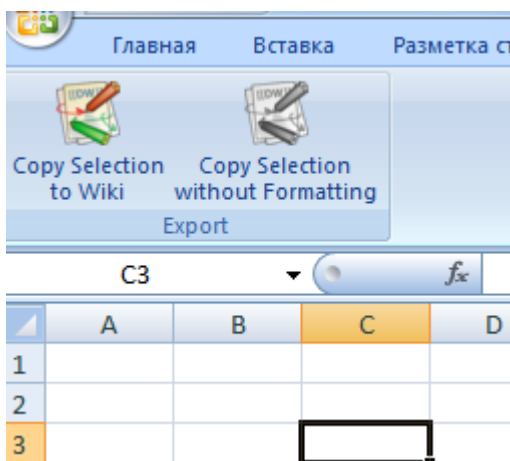 Главная Вставка Разметка ст
Copy Selection to Wiki
Copy Selection without Formatting
Export
C3 fx
A B C D
1
2
3